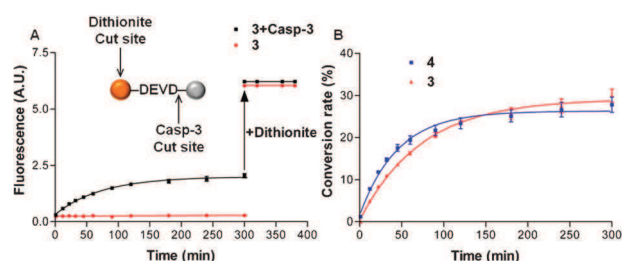 Dithionite
Cut site
A
3+Casp-3
3
DEVD
Casp-3
Cut site
+Dithionite
Fluorescence (A.U.)
7.5
5.0
2.5
0.0
0 50 100 150 200 250 300 350 400
Time (min)
B
4
3
Conversion rate (%)
40
30
20
10
0
0 50 100 150 200 250 300
Time (min)